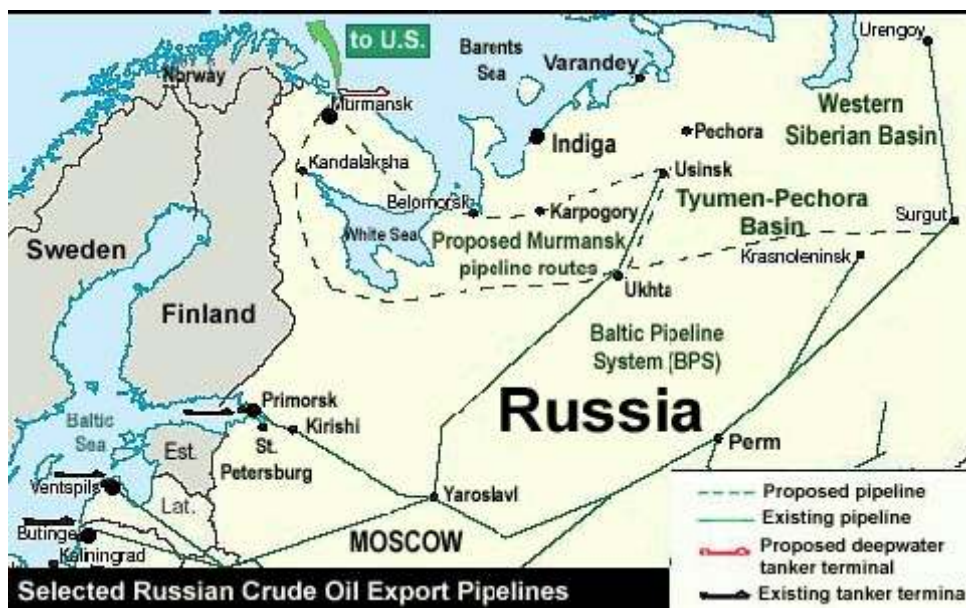 to U.S.
Barents
Sea
Urengoy
Norway
Varandey
Murmansk
Western
Siberian Basin
Indiga
Pechora
Kandalaksha
Usinsk
Belomorsk
Karpogory
Tyumen-Pechora
Basin
Surgut
Sweden
White Sea
Proposed Murmansk
pipeline routes
Krasnoleninsk
Ukhta
Finland
Baltic Pipeline
System (BPS)
Primorsk
Russia
Baltic
Sea
Kirishi
St.
Petersburg
Est.
Perm
Ventspils
Lat.
Yaroslavl
Butinge
MOSCOW
Kaliningrad
Proposed pipeline
Existing pipeline
Proposed deepwater
tanker terminal
Existing tanker termina
Selected Russian Crude Oil Export Pipelines